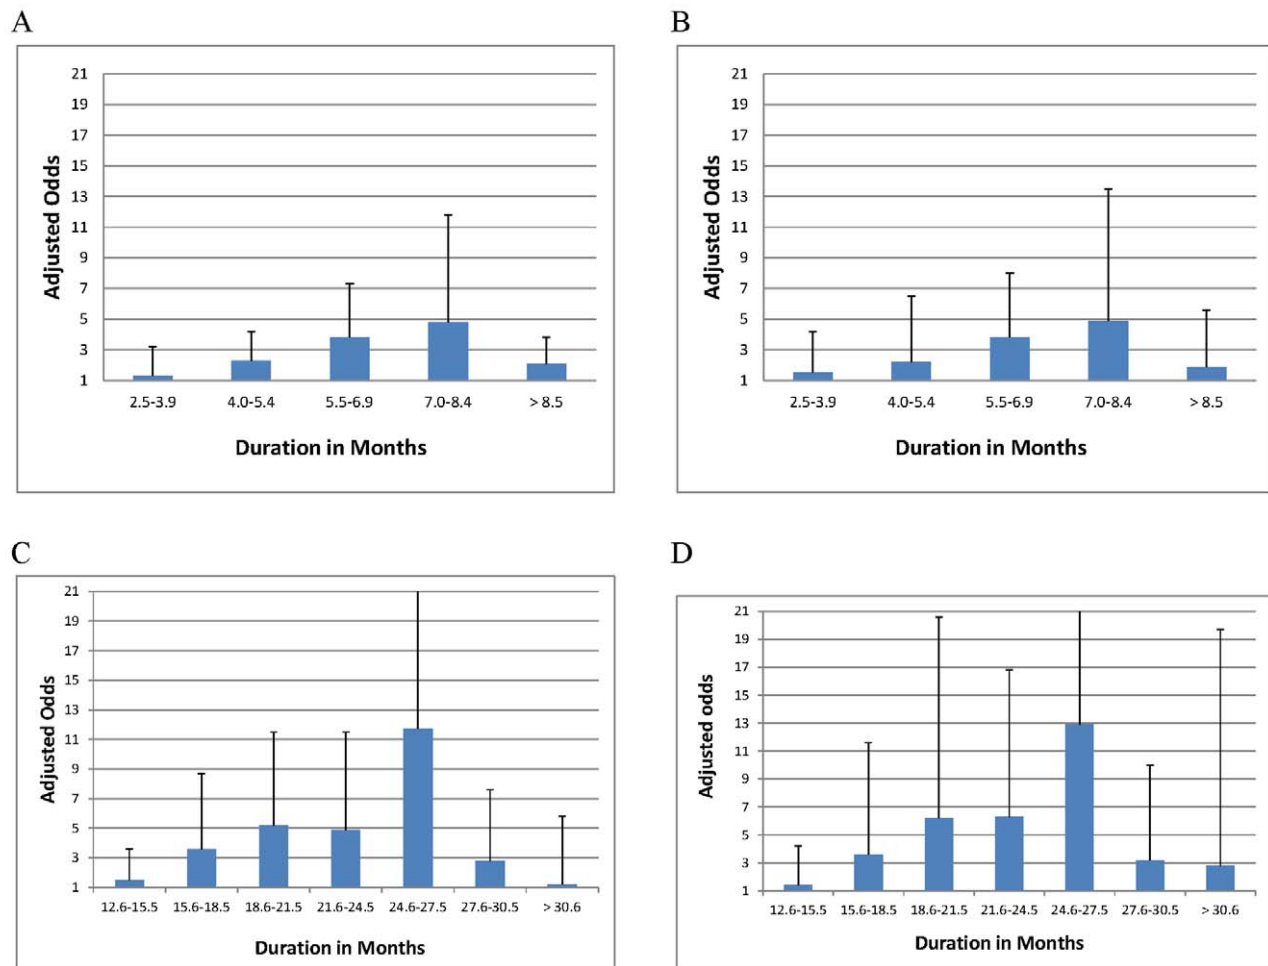 A
21
19
17
15
13
11
9
7
5
3
1
Adjusted Odds
2.5-3.9 4.0-5.4 5.5-6.9 7.0-8.4 > 8.5
Duration in Months
B
21
19
17
15
13
11
9
7
5
3
1
Adjusted Odds
2.5-3.9 4.0-5.4 5.5-6.9 7.0-8.4 > 8.5
Duration in Months
C
21
19
17
15
13
11
9
7
5
3
1
Adjusted Odds
12.6-15.5 15.6-18.5 18.6-21.5 21.6-24.5 24.6-27.5 27.6-30.5 > 30.6
Duration in Months
D
21
19
17
15
13
11
9
7
5
3
1
Adjusted odds
12.6-15.5 15.6-18.5 18.6-21.5 21.6-24.5 24.6-27.5 27.6-30.5 > 30.6
Duration in Months